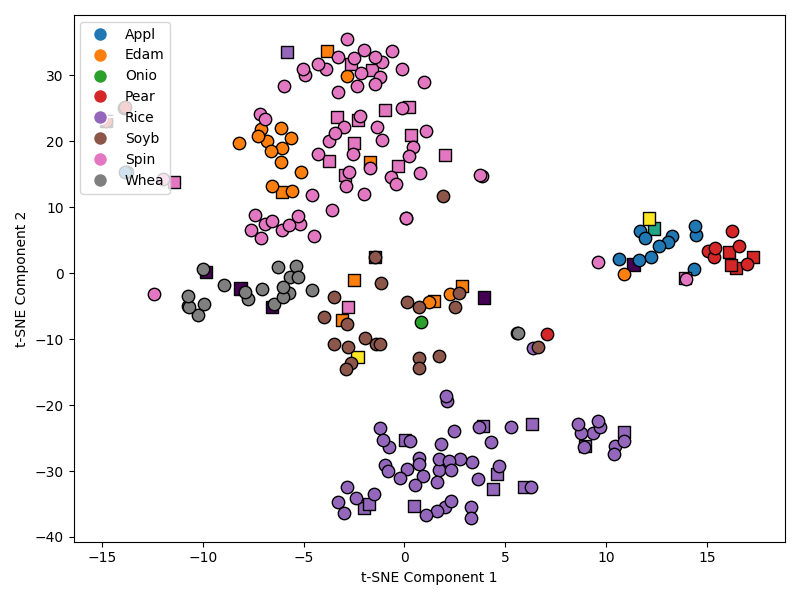 Appl
Edam
Onio
Pear
Rice
Soyb
Spin
Whea
30
20
10
0
−10
−20
−30
−40
−15
−10
−5
0
5
10
15
t-SNE Component 1
t-SNE Component 2